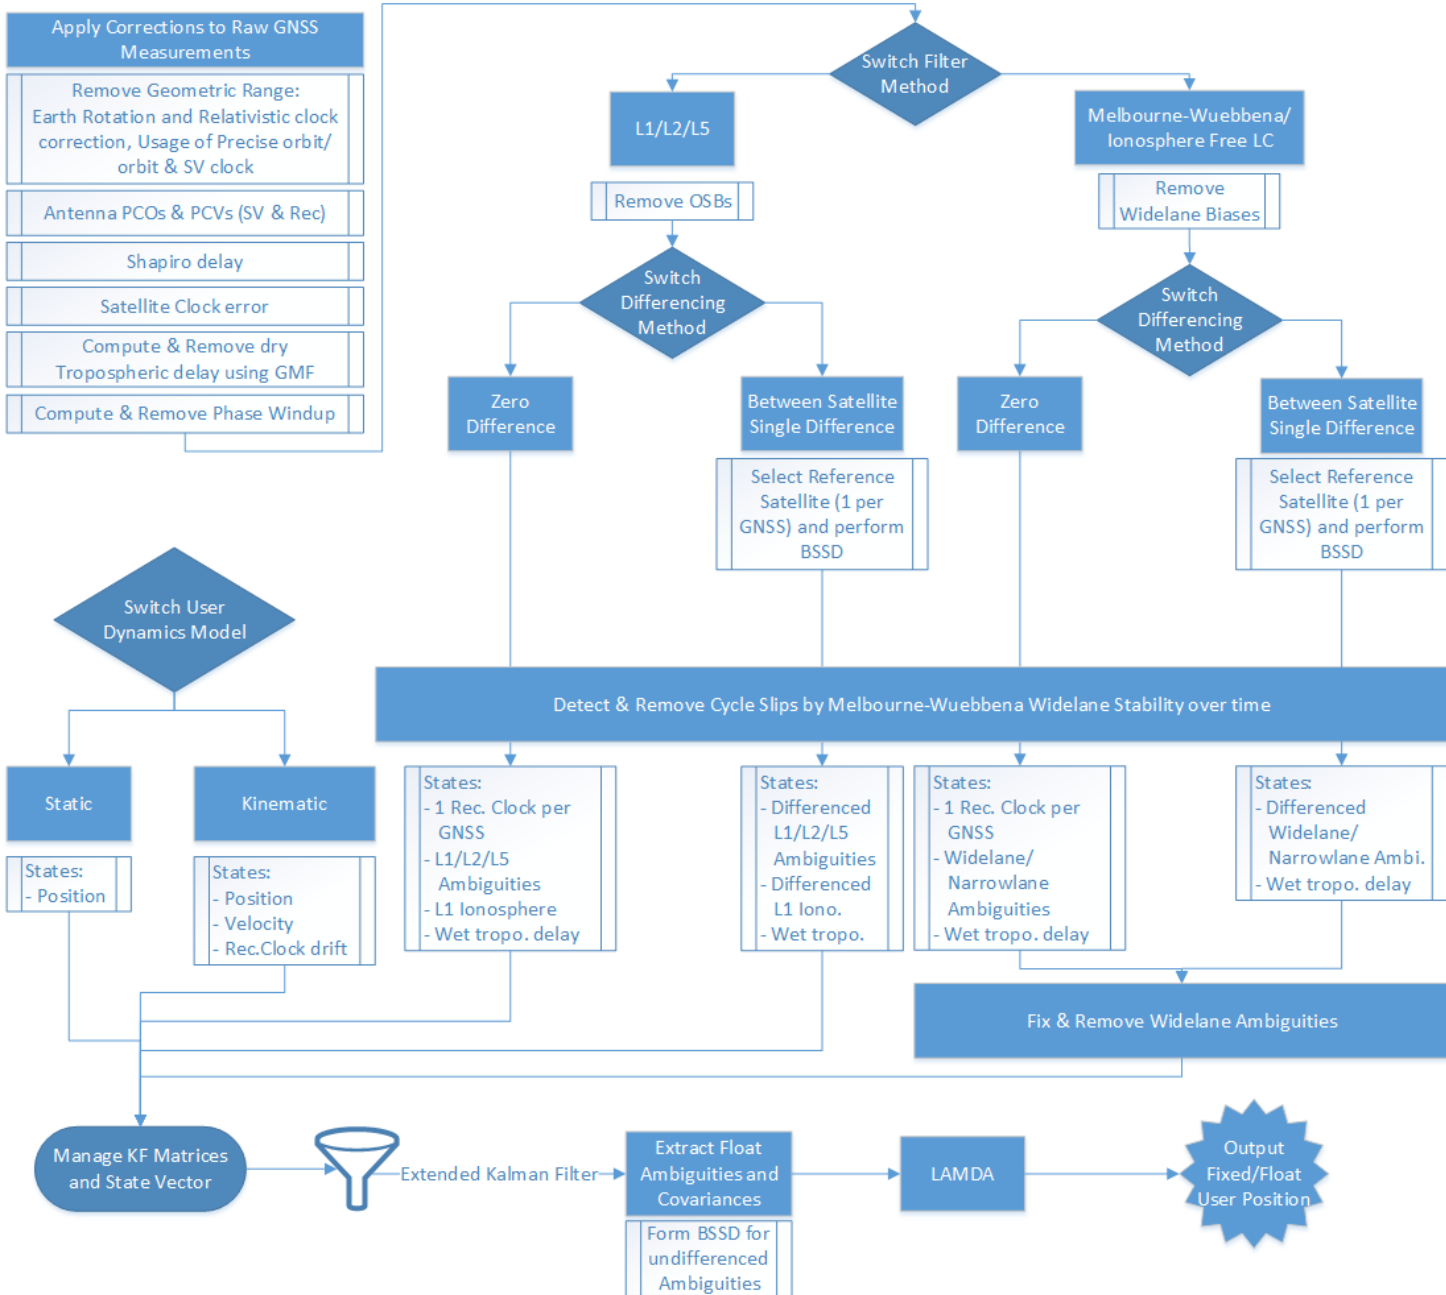 Apply Corrections to Raw GNSS
Measurements
Remove Geometric Range:
Earth Rotation and Relativistic clock
correction, Usage of Precise orbit/
orbit & SV clock
Antenna PCOs & PCVs (SV & Rec)
Shapiro delay
Satellite Clock error
Compute & Remove dry
Tropospheric delay using GMF
Compute & Remove Phase Windup
Switch Filter
Method
L1/L2/L5
Remove OSBs
Switch
Differencing
Method
Zero
Difference
Between Satellite
Single Difference
Select Reference
Satellite (1 per
GNSS) and perform
BSSD
Melbourne-Wuebbena/
Ionosphere Free LC
Remove
Widelane Biases
Switch
Differencing
Method
Zero
Difference
Between Satellite
Single Difference
Select Reference
Satellite (1 per
GNSS) and perform
BSSD
Switch User
Dynamics Model
Static
States:
- Position
Kinematic
States:
- Position
- Velocity
- Rec.Clock drift
Detect & Remove Cycle Slips by Melbourne-Wuebbena Widelane Stability over time
States:
- 1 Rec. Clock per
GNSS
- L1/L2/L5
Ambiguities
- L1 Ionosphere
- Wet tropo. delay
States:
- Differenced
L1/L2/L5
Ambiguities
- Differenced
L1 Iono.
- Wet tropo.
States:
- 1 Rec. Clock per
GNSS
- Widelane/
Narrowlane
Ambiguities
- Wet tropo. delay
States:
- Differenced
Widelane/
Narrowlane Ambi.
- Wet tropo. delay
Fix & Remove Widelane Ambiguities
Manage KF Matrices
and State Vector
Extended Kalman Filter
Extract Float
Ambiguities and
Covariances
Form BSSD for
undifferenced
Ambiguities
LAMDA
Output
Fixed/Float
User Position